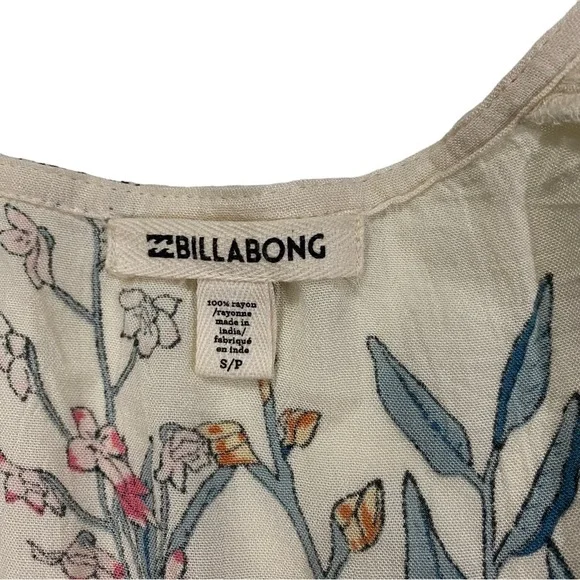 BILLABONG
100% rayon
/rayonne
made in
india/
fabriqué
en inde
S/P